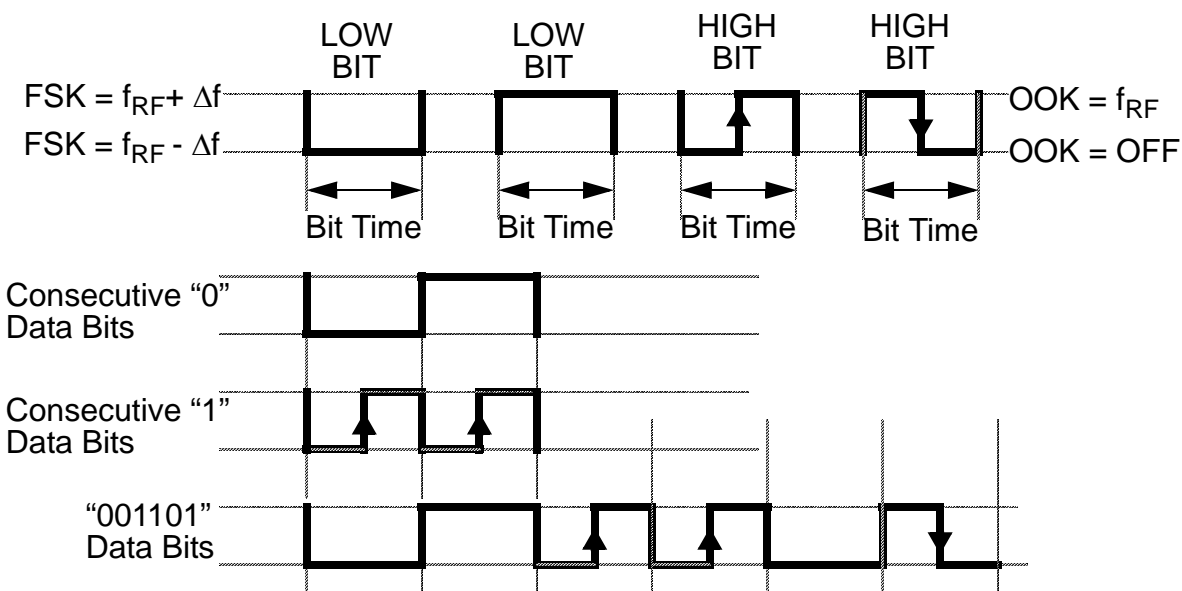 LOW
BIT
LOW
BIT
HIGH
BIT
HIGH
BIT
FSK = fRF+ Δf
FSK = fRF - Δf
OOK = fRF
OOK = OFF
Bit Time
Bit Time
Bit Time
Bit Time
Consecutive “0”
Data Bits
Consecutive “1”
Data Bits
“001101”
Data Bits